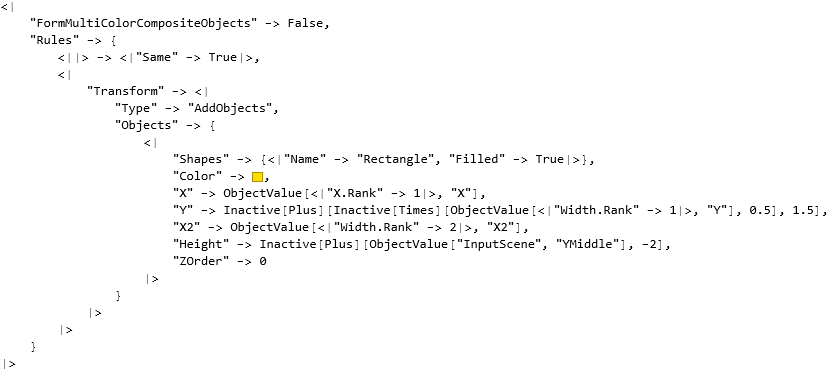 <|
"FormMultiColorCompositeObjects" -> False,
"Rules" -> {
<||> -> <|"Same" -> True|>,
<|
"Transform" -> <|
"Type" -> "AddObjects",
"Objects" -> {
<|
"Shapes" -> {<|"Name" -> "Rectangle", "Filled" -> True|>},
"Color" -> ,
"X" -> ObjectValue[<|"X.Rank" -> 1|>, "X"],
"Y" -> Inactive[Plus][Inactive[Times][ObjectValue[<|"Width.Rank" -> 1|>, "Y"], 0.5], 1.5],
"X2" -> ObjectValue[<|"Width.Rank" -> 2|>, "X2"],
"Height" -> Inactive[Plus][ObjectValue["InputScene", "YMiddle"], -2],
"ZOrder" -> 0
|>
}
|>
|>
}
|>